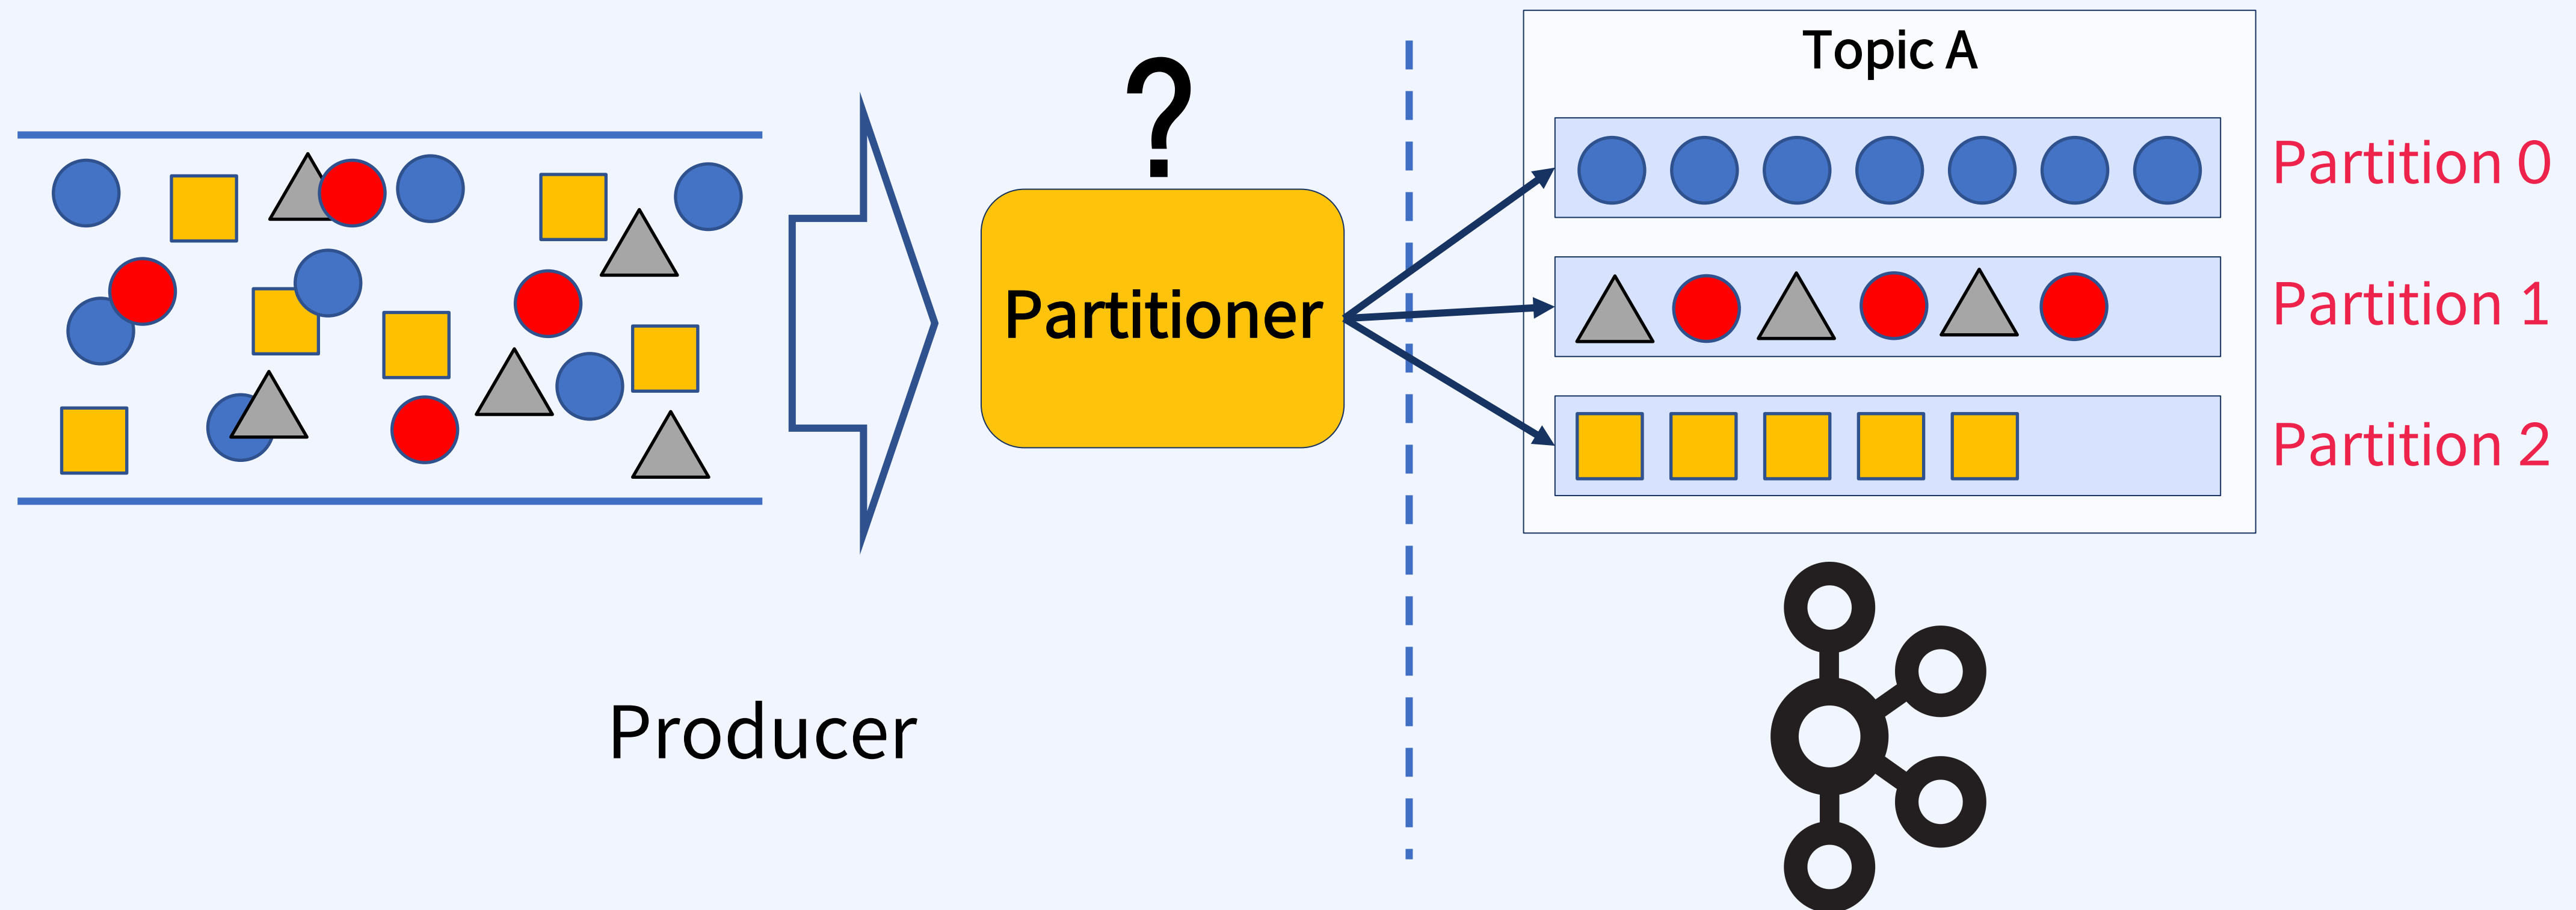 ?
Topic A
Partition 0
Partitioner
Partition 1
Partition 2
Producer